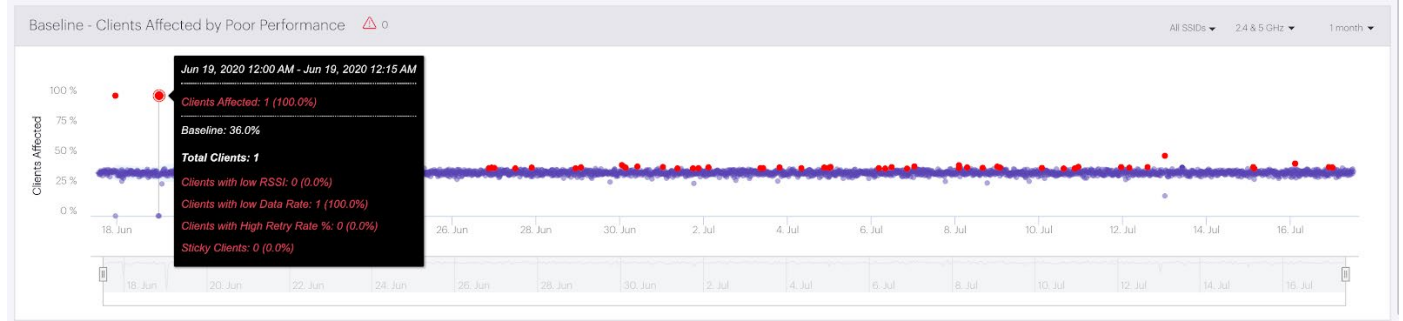 Baseline - Clients Affected by Poor Performance 0
All SSIDs 2.4 & 5 GHz 1 month
Jun 19, 2020 12:00 AM - Jun 19, 2020 12:15 AM
Clients Affected: 1 (100.0%)
Baseline: 36.0%
Total Clients: 1
Clients with low RSSI: 0 (0.0%)
Clients with low Data Rate: 1 (100.0%)
Clients with High Retry Rate %: 0 (0.0%)
Sticky Clients: 0 (0.0%)
Clients Affected
100 %
75 %
50 %
25 %
0 %
18. Jun 26. Jun 28. Jun 30. Jun 2. Jul 4. Jul 6. Jul 8. Jul 10. Jul 12. Jul 14. Jul 16. Jul
18. Jun 20. Jun 22. Jun 24. Jun 26. Jun 28. Jun 30. Jun 2. Jul 4. Jul 6. Jul 8. Jul 10. Jul 12. Jul 14. Jul 16. Jul